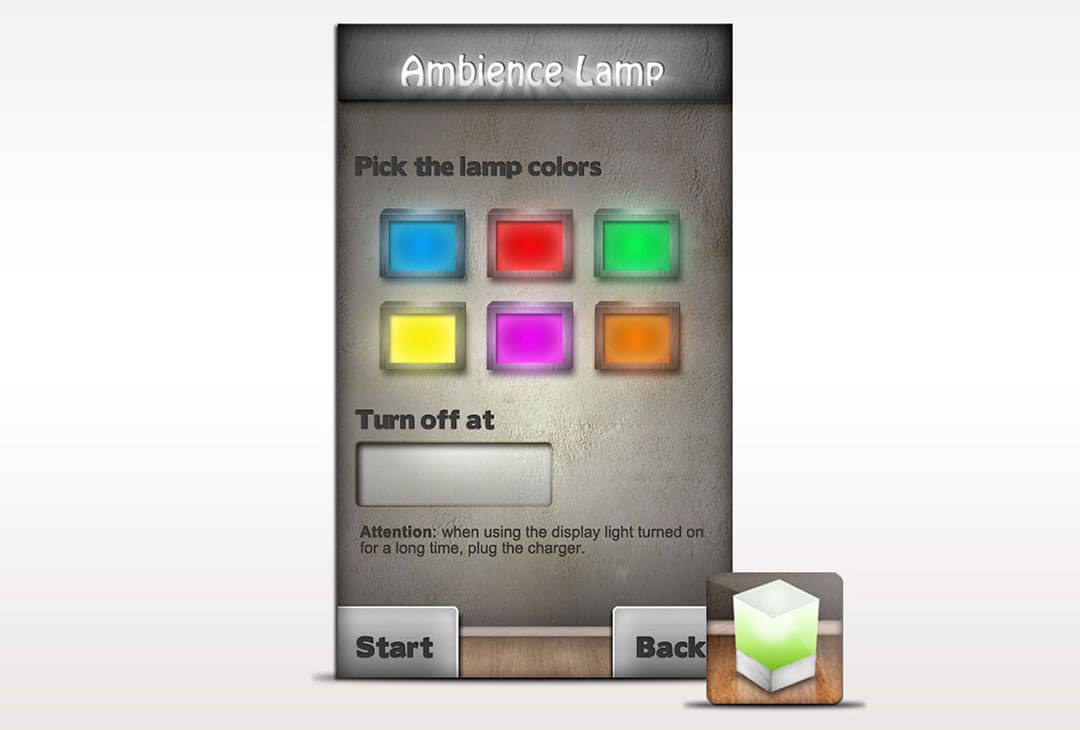 Ambience Lamp
Pick the lamp colors
Turn off at
Attention: when using the display light turned on
for a long time, plug the charger.
Start
Back